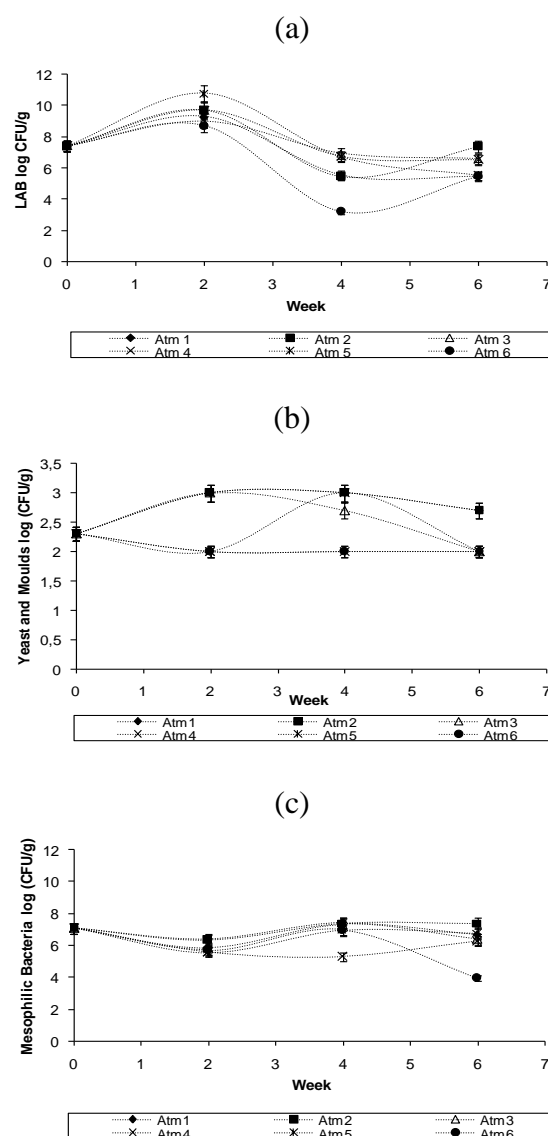 (a)
LAB log CFU/g
12
10
8
6
4
2
0
0 1 2 3 4 5 6 7
Week
Atm 1 Atm 2 Atm 3
Atm 4 Atm 5 Atm 6
(b)
Yeast and Moulds log (CFU/g)
3,5
3
2,5
2
1,5
1
0,5
0
0 1 2 3 4 5 6 7
Week
Atm1 Atm2 Atm3
Atm4 Atm5 Atm6
(c)
Mesophilic Bacteria log (CFU/g)
12
10
8
6
4
2
0
0 1 2 3 4 5 6 7
Week
Atm1 Atm2 Atm3
Atm4 Atm5 Atm6